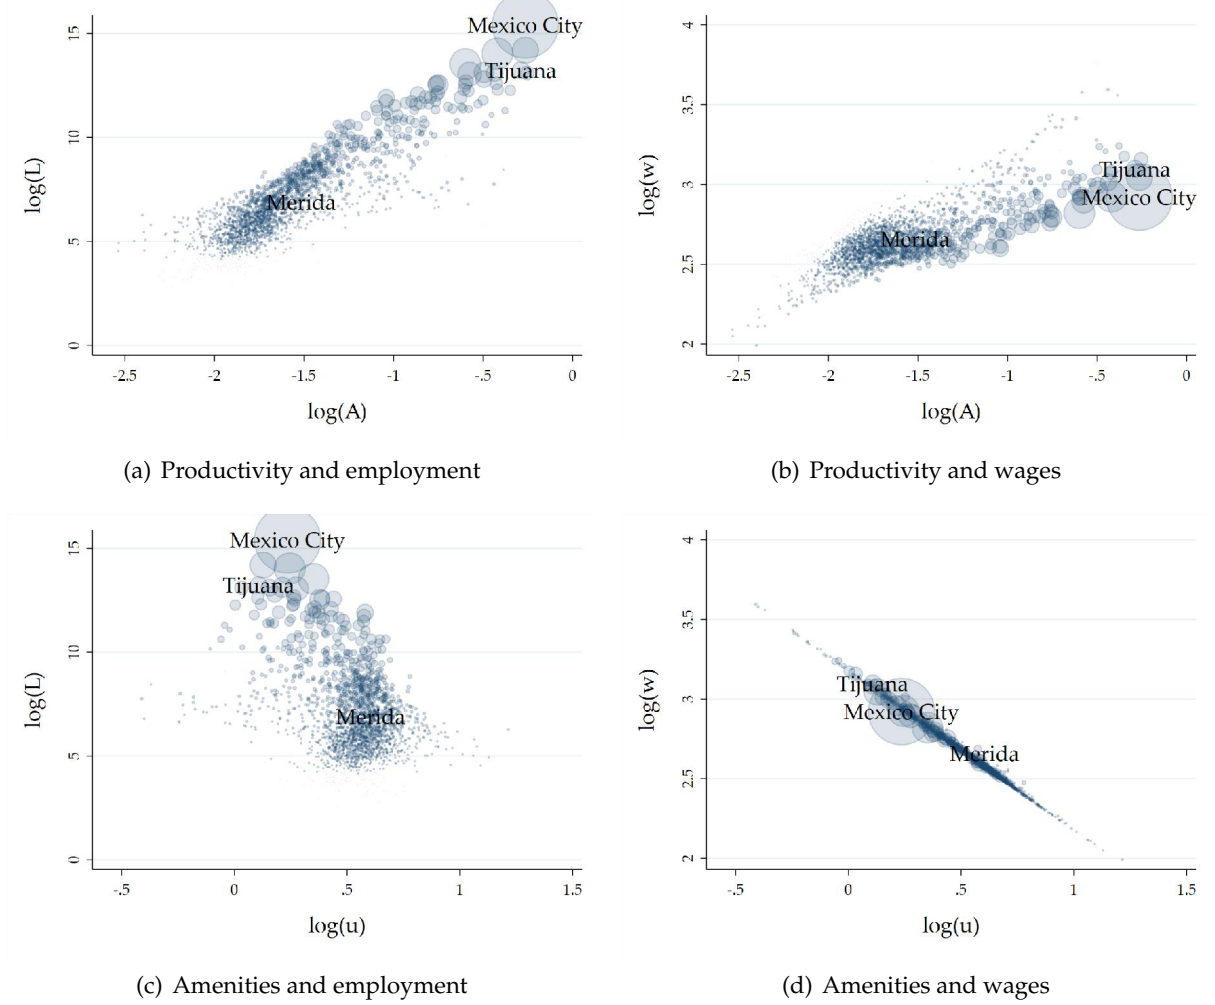 15
10
5
0
log(L)
Mexico City
Tijuana
Merida
-2.5 -2 -1.5 -1 -.5 0
log(A)
(a) Productivity and employment
4
3.5
3
2.5
2
log(w)
Tijuana
Mexico City
Merida
-2.5 -2 -1.5 -1 -.5 0
log(A)
(b) Productivity and wages
15
10
5
0
log(L)
Mexico City
Tijuana
Merida
-.5 0 .5 1 1.5
log(u)
(c) Amenities and employment
4
3.5
3
2.5
2
log(w)
Tijuana
Mexico City
Merida
-.5 0 .5 1 1.5
log(u)
(d) Amenities and wages